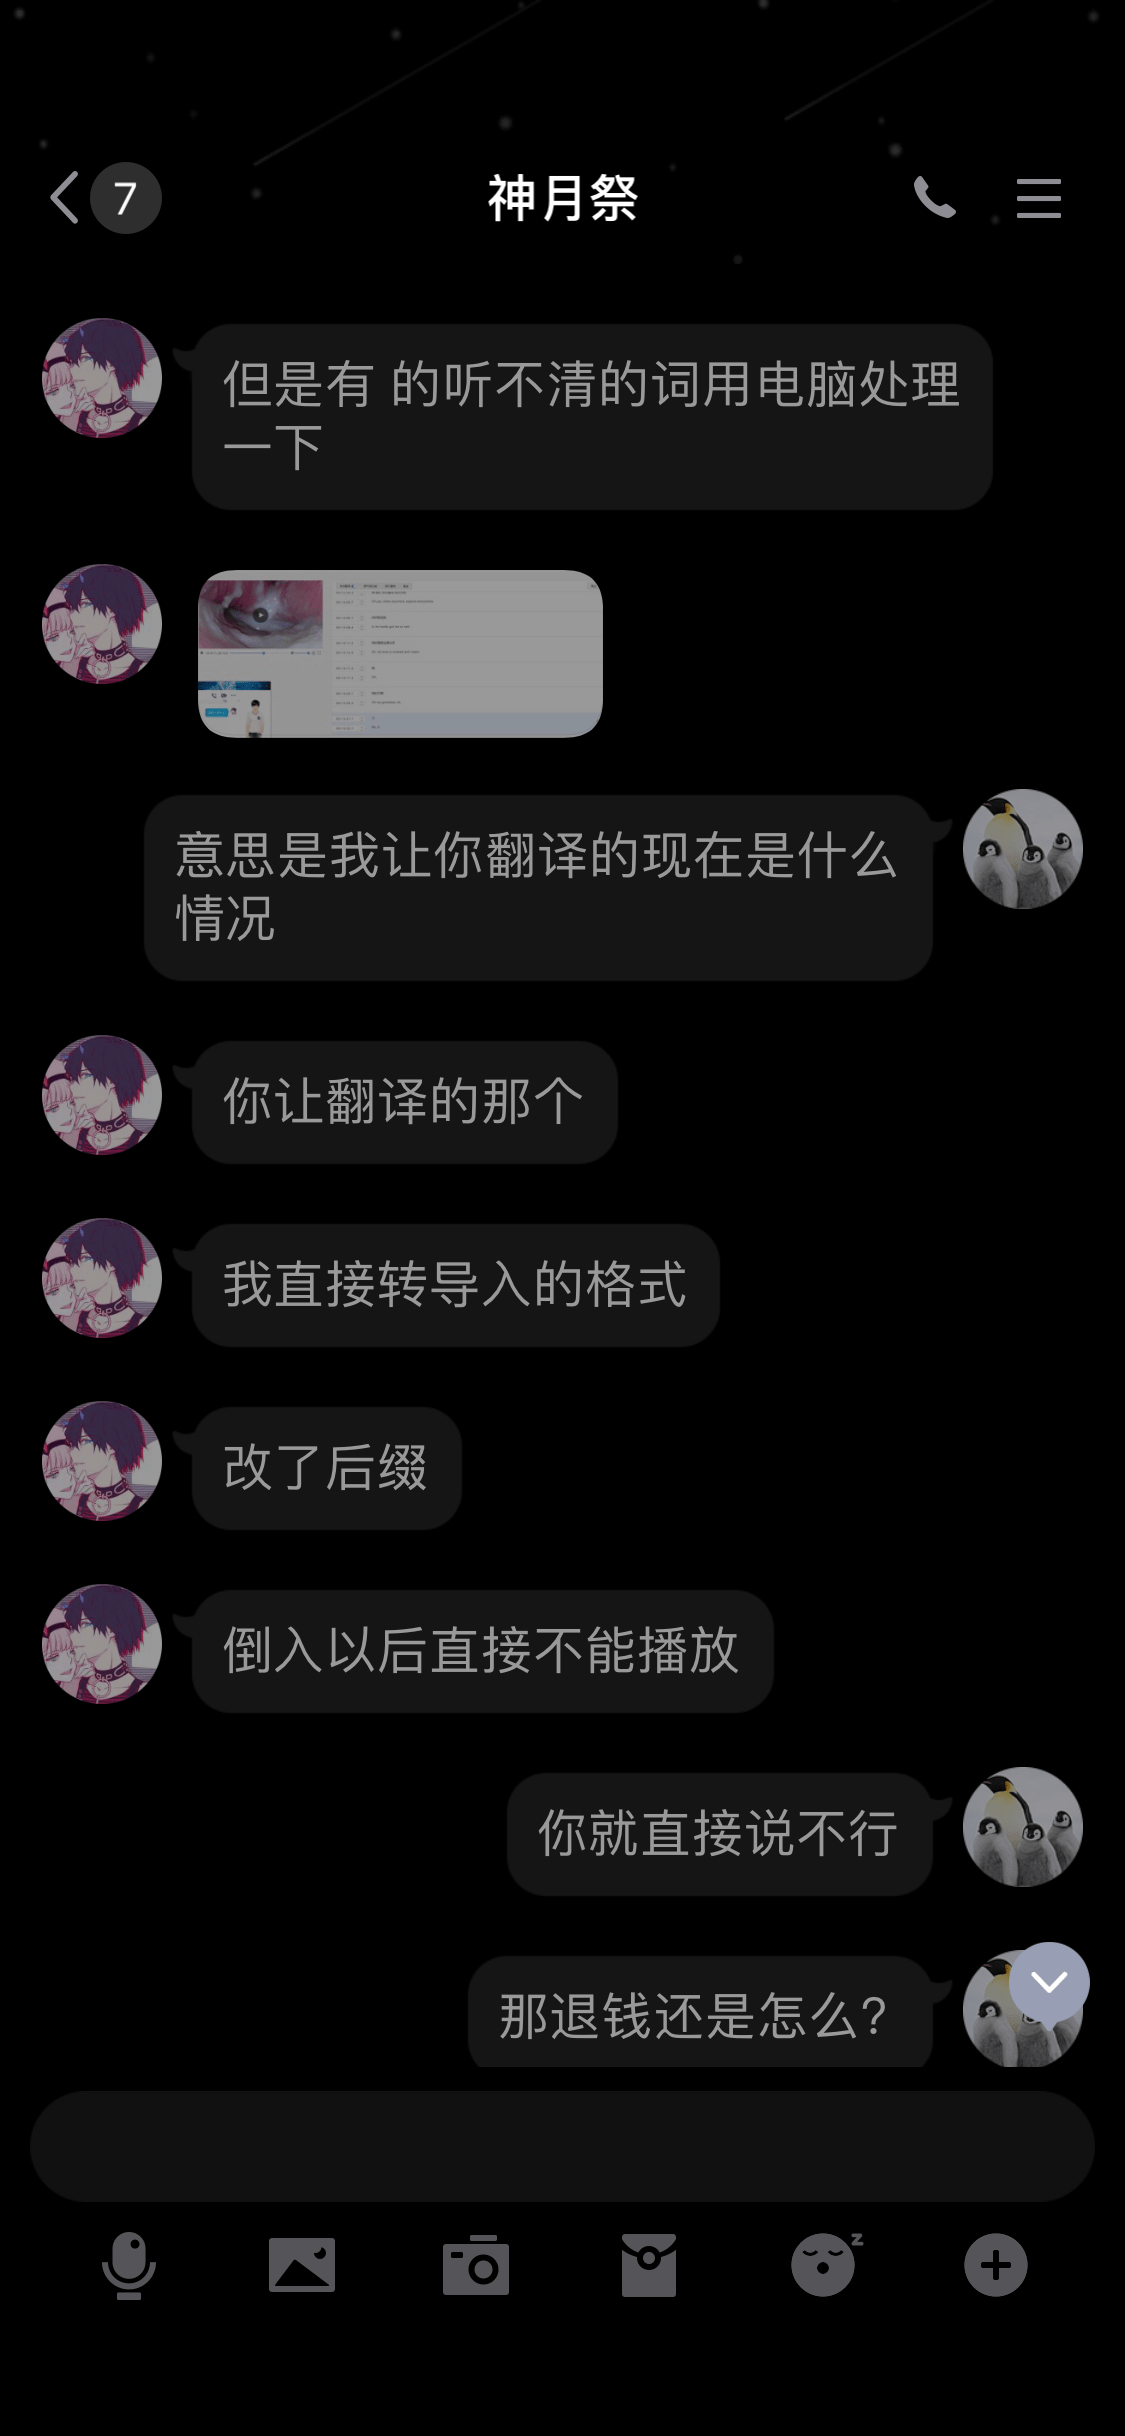 7
神月祭
但是有 的听不清的词用电脑处理
一下
意思是我让你翻译的现在是什么
情况
你让翻译的那个
我直接转导入的格式
改了后缀
倒入以后直接不能播放
你就直接说不行
那退钱还是怎么?